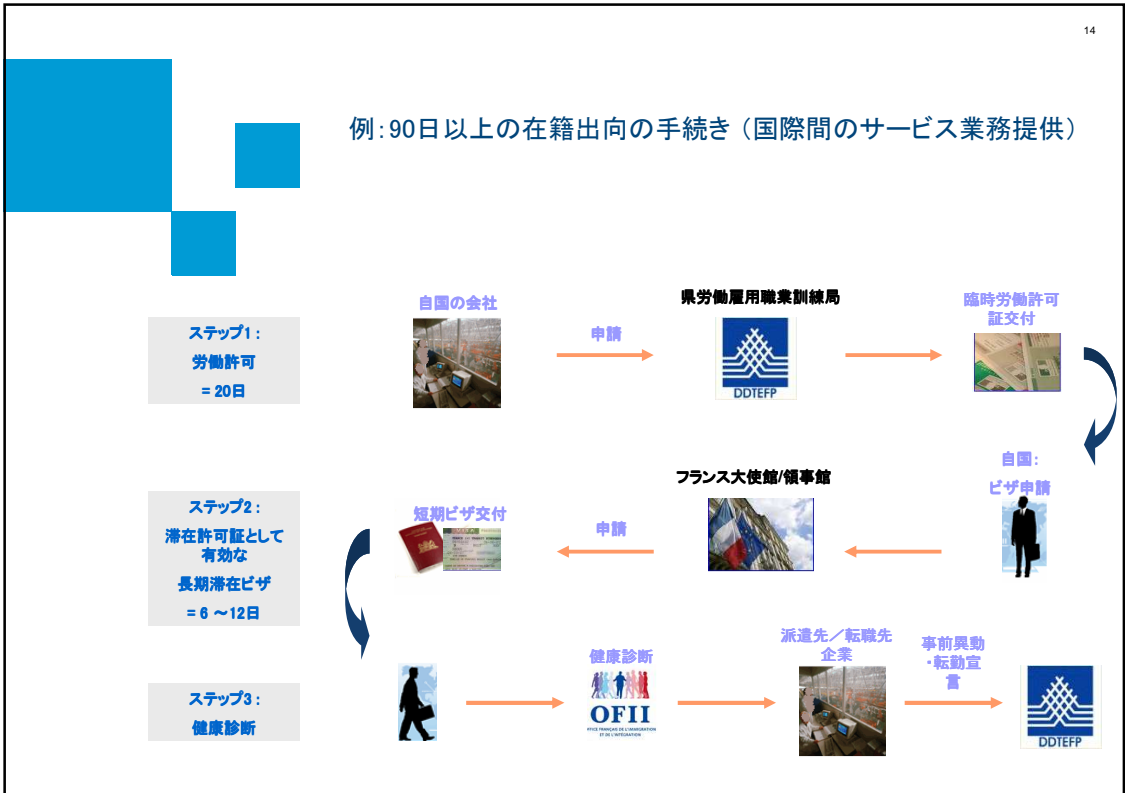 14
例：90日以上の在籍出向の手続き（国際間のサービス業務提供）
ステップ1：
労働許可
= 20日
自国の会社
申請
県労働雇用職業訓練局
DDTEFP
臨時労働許可
証交付
ステップ2：
滞在許可証として
有効な
長期滞在ビザ
= 6 ～12日
短期ビザ交付
申請
フランス大使館/領事館
自国：
ビザ申請
ステップ3：
健康診断
健康診断
OFII
OFFICE FRANÇAIS DE L'IMMIGRATION
ET DE L'INTÉGRATION
派遣先／転職先
企業
事前異動
・転勤宣
言
DDTEFP